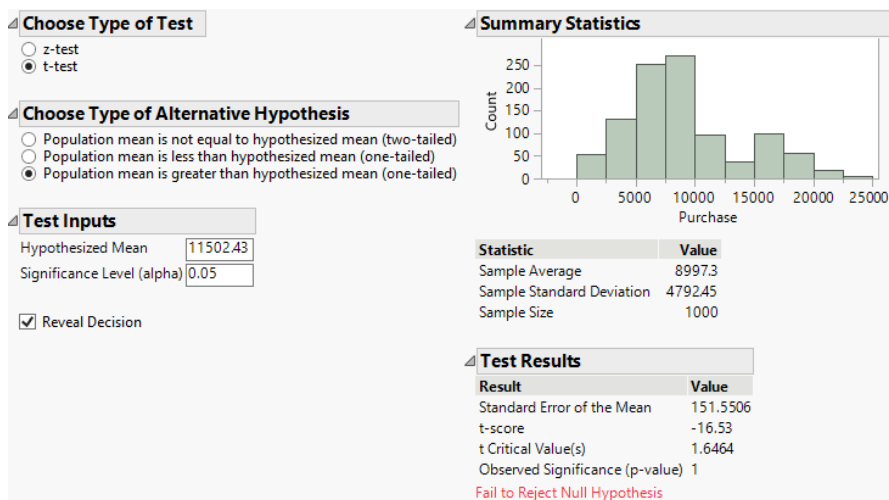 Choose Type of Test
z-test
t-test
Choose Type of Alternative Hypothesis
Population mean is not equal to hypothesized mean (two-tailed)
Population mean is less than hypothesized mean (one-tailed)
Population mean is greater than hypothesized mean (one-tailed)
Test Inputs
Hypothesized Mean 11502.43
Significance Level (alpha) 0.05
Reveal Decision
Summary Statistics
Count
250
200
150
100
50
0
0 5000 10000 15000 20000 25000
Purchase
Statistic Value
Sample Average 8997.3
Sample Standard Deviation 4792.45
Sample Size 1000
Test Results
Result Value
Standard Error of the Mean 151.5506
t-score -16.53
t Critical Value(s) 1.6464
Observed Significance (p-value) 1
Fail to Reject Null Hypothesis